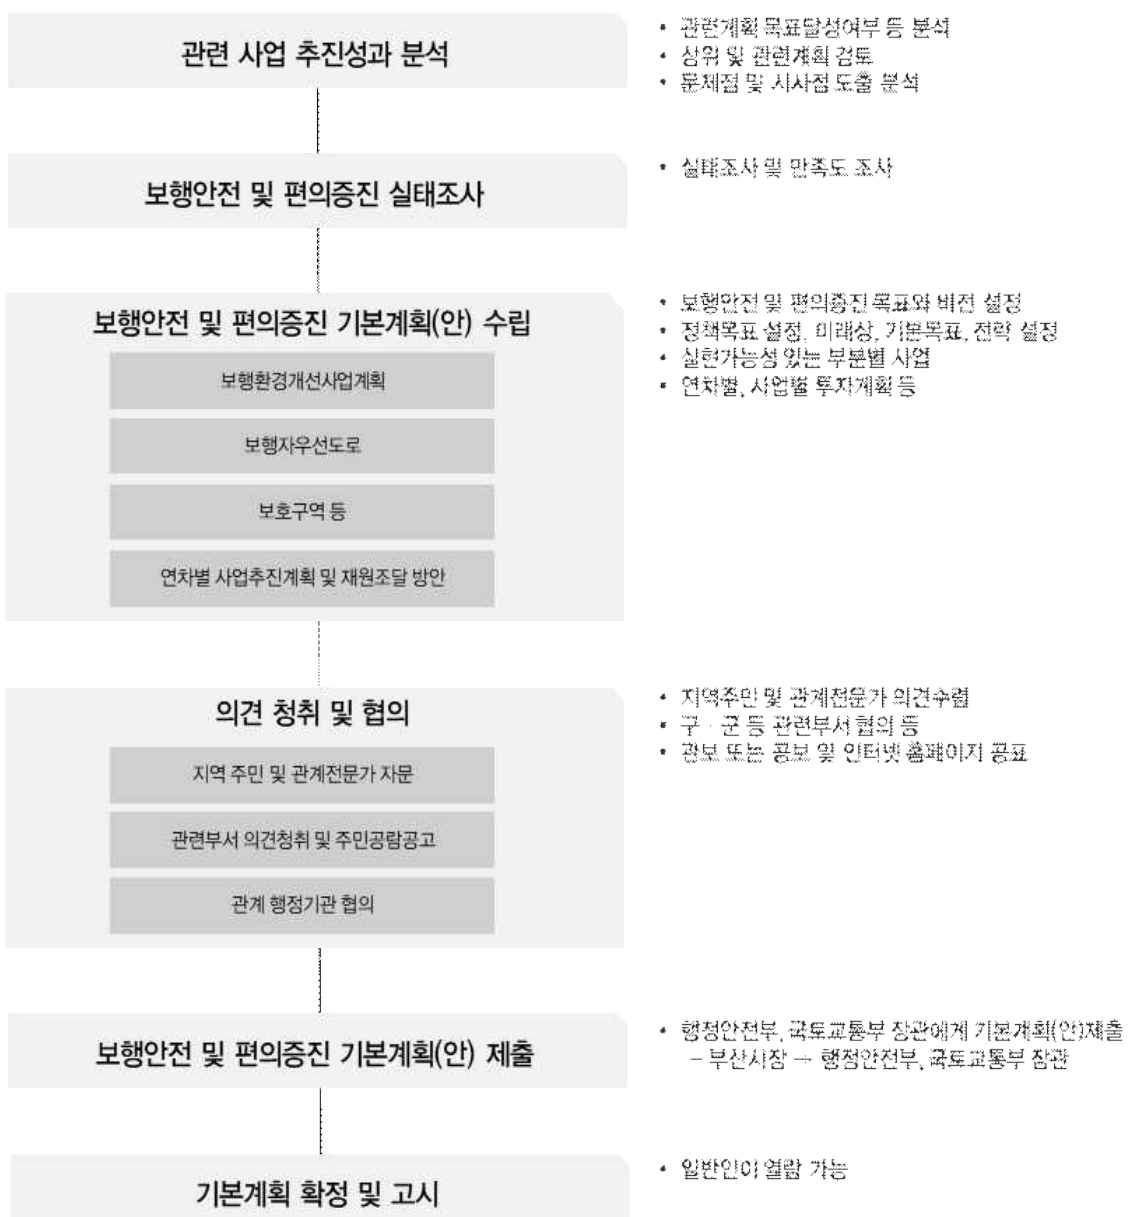 관련 사업 추진성과 분석
• 관련계획 목표달성여부 등 분석
• 상위 및 관련계획 검토
• 문제점 및 시사점 도출 분석
보행안전 및 편의증진 실태조사
• 실태조사 및 만족도 조사
보행안전 및 편의증진 기본계획(안) 수립
보행환경개선사업계획
보행자우선도로
보호구역 등
연차별 사업추진계획 및 재원조달 방안
• 보행안전 및 편의증진 목표와 비전 설정
• 정책목표 설정, 미래상, 기본목표, 전략 설정
• 실현가능성 있는 부분별 사업
• 연차별, 사업별 투자계획 등
의견 청취 및 협의
지역 주민 및 관계전문가 자문
관련부서 의견청취 및 주민공람공고
관계 행정기관 협의
• 지역주민 및 관계전문가 의견수렴
• 구 · 군 등 관련부서 협의 등
• 관보 또는 공보 및 인터넷 홈페이지 공표
보행안전 및 편의증진 기본계획(안) 제출
• 행정안전부, 국토교통부 장관에게 기본계획(안)제출
– 부산시장 → 행정안전부, 국토교통부 장관
기본계획 확정 및 고시
• 일반인이 열람 가능